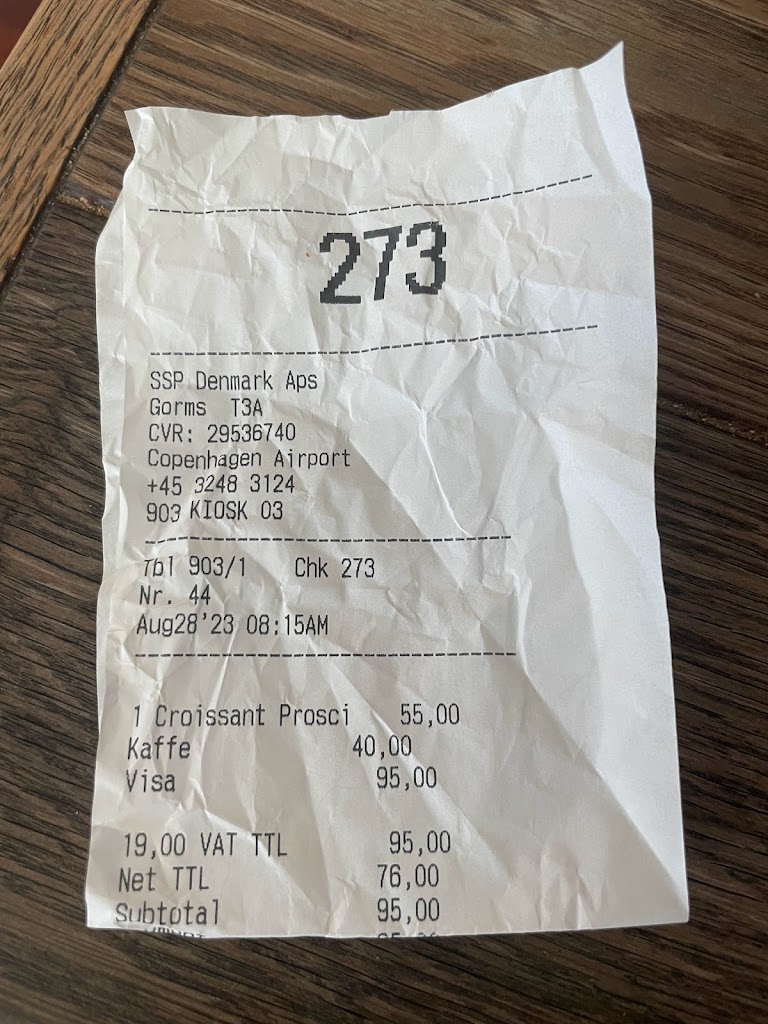 273
SSP Denmark Aps
Gorms T3A
CVR: 29536740
Copenhagen Airport
+45 3248 3124
903 KIOSK 03
Tbl 903/1 Chk 273
Nr. 44
Aug28'23 08:15AM
1 Croissant Prosci 55,00
Kaffe 40,00
Visa 95,00
19,00 VAT TTL 95,00
Net TTL 76,00
Subtotal 95,00